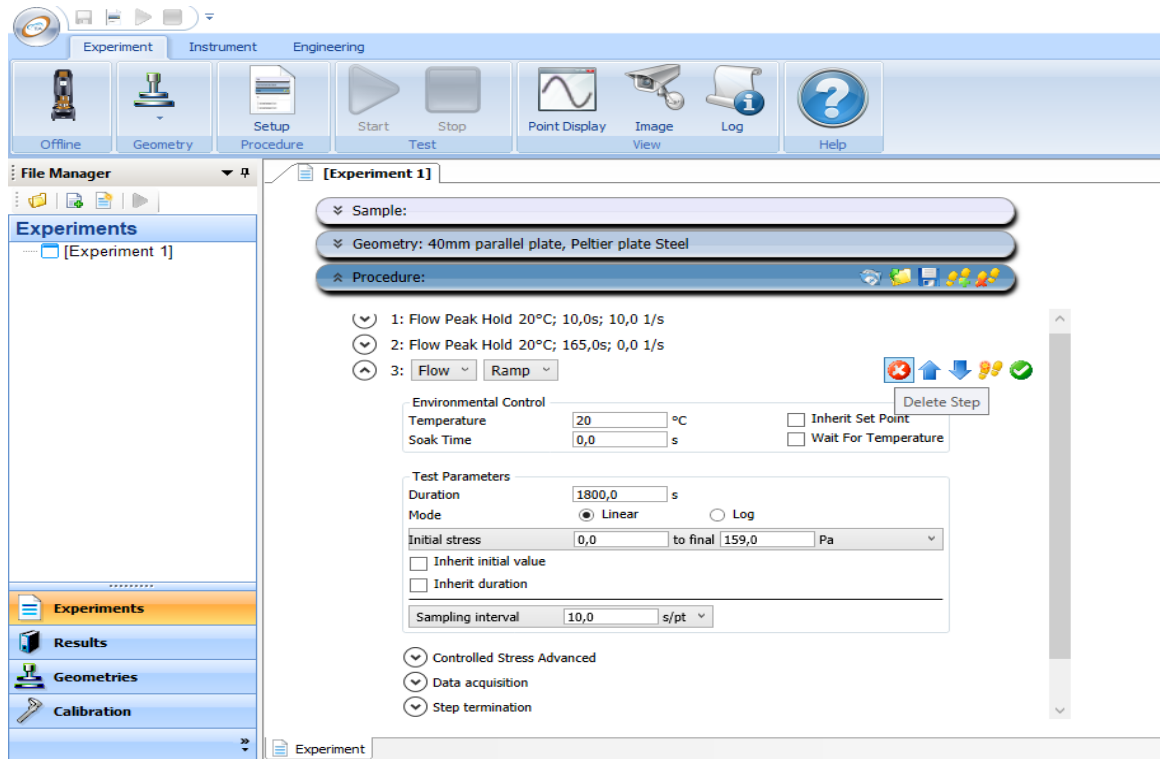 Experiment Instrument Engineering
Setup Start Stop Point Display Image Log
Offline Geometry Procedure Test View Help
File Manager
[Experiment 1]
Experiments
[Experiment 1]
Sample:
Geometry: 40mm parallel plate, Peltier plate Steel
Procedure:
1: Flow Peak Hold 20°C; 10,0s; 10,0 1/s
2: Flow Peak Hold 20°C; 165,0s; 0,0 1/s
3: Flow Ramp
Delete Step
Environmental Control
Temperature 20 °C Inherit Set Point
Soak Time 0,0 s Wait For Temperature
Test Parameters
Duration 1800,0 s
Mode Linear Log
Initial stress 0,0 to final 159,0 Pa
Inherit initial value
Inherit duration
Sampling interval 10,0 s/pt
Controlled Stress Advanced
Data acquisition
Step termination
Experiments
Results
Geometries
Calibration
Experiment